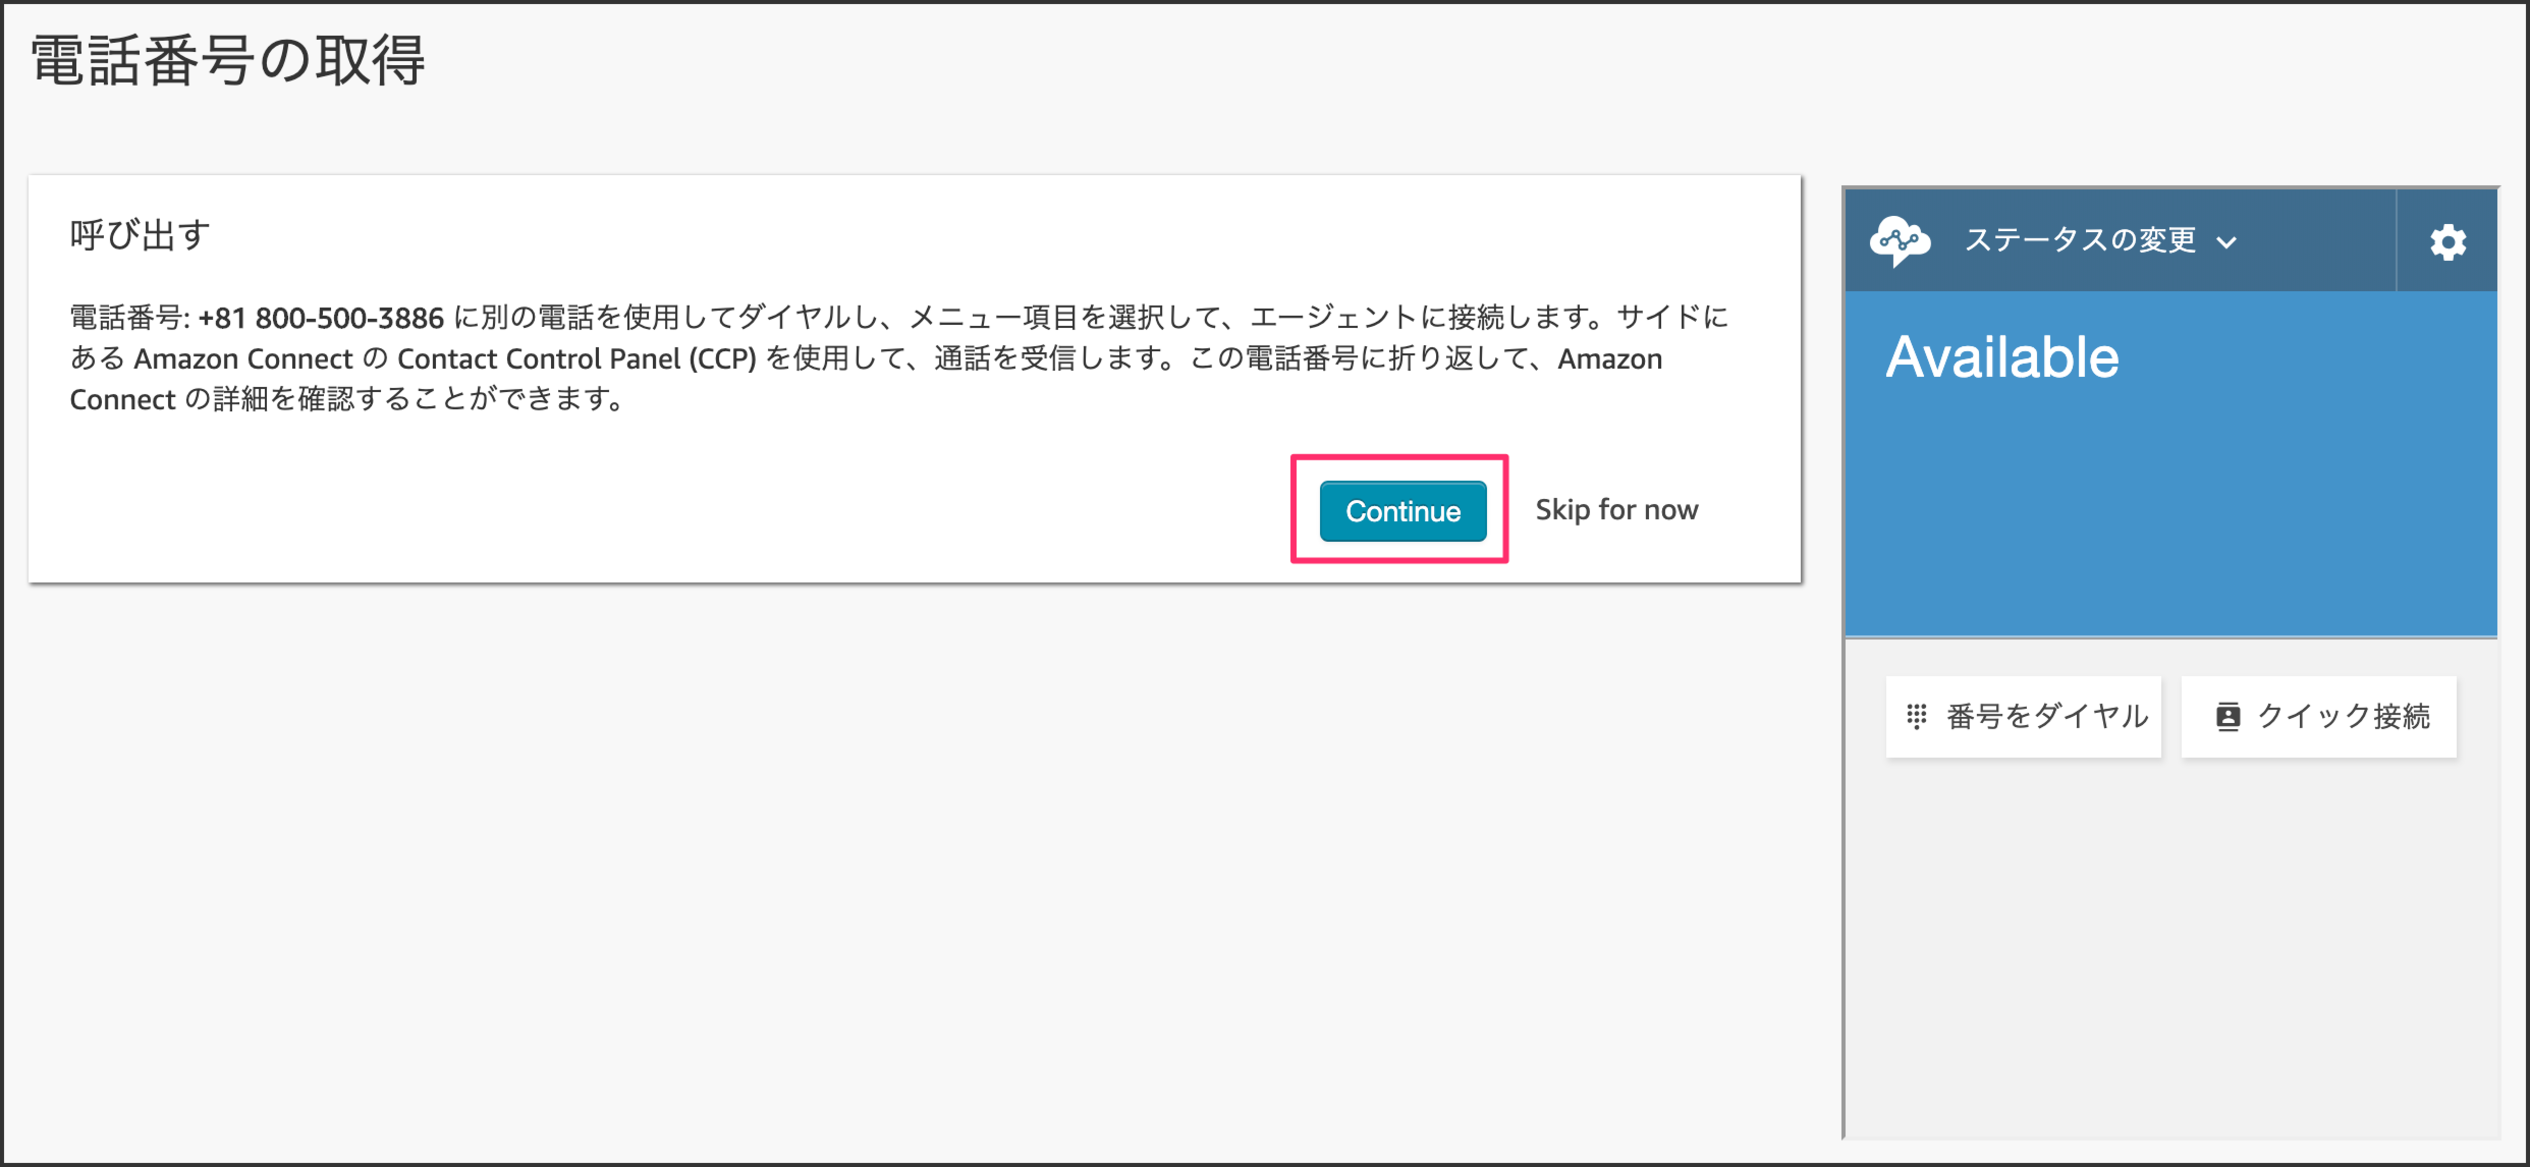 電話番号の取得
呼び出す
電話番号: +81 800-500-3886 に別の電話を使用してダイヤルし、メニュー項目を選択して、エージェントに接続します。サイドに
ある Amazon Connect の Contact Control Panel (CCP) を使用して、通話を受信します。この電話番号に折り返して、Amazon
Connect の詳細を確認することができます。
Continue
Skip for now
ステータスの変更
Available
番号をダイヤル
クイック接続